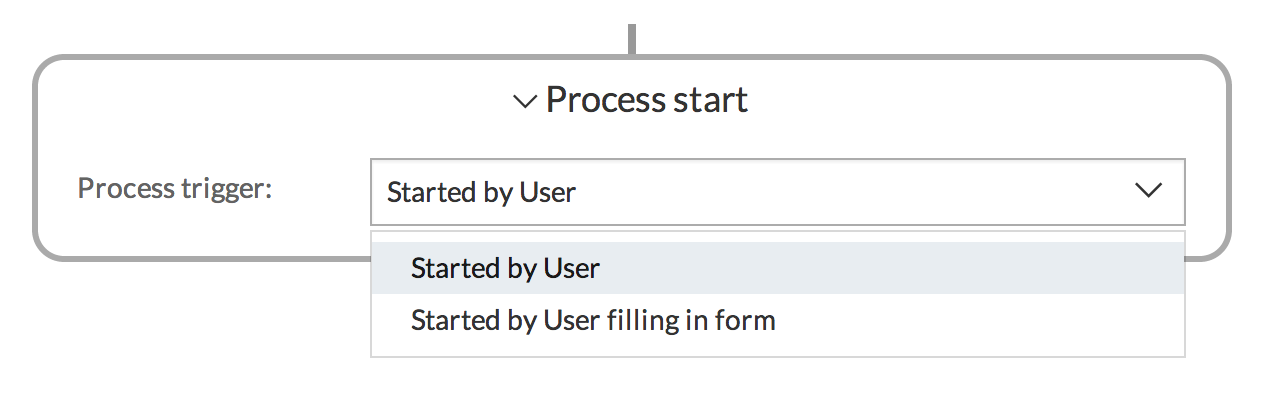 Process start
Process trigger:
Started by User
Started by User
Started by User filling in form